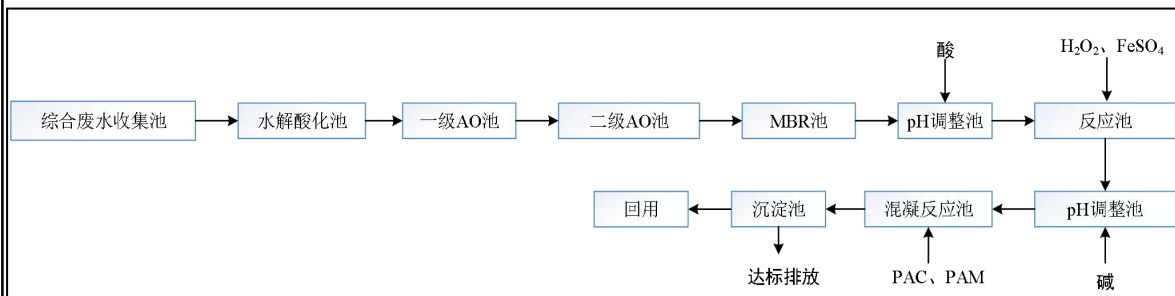 酸
H₂O₂、FeSO₄
综合废水收集池
水解酸化池
一级AO池
二级AO池
MBR池
pH调整池
反应池
回用
沉淀池
混凝反应池
pH调整池
达标排放
PAC、PAM
碱